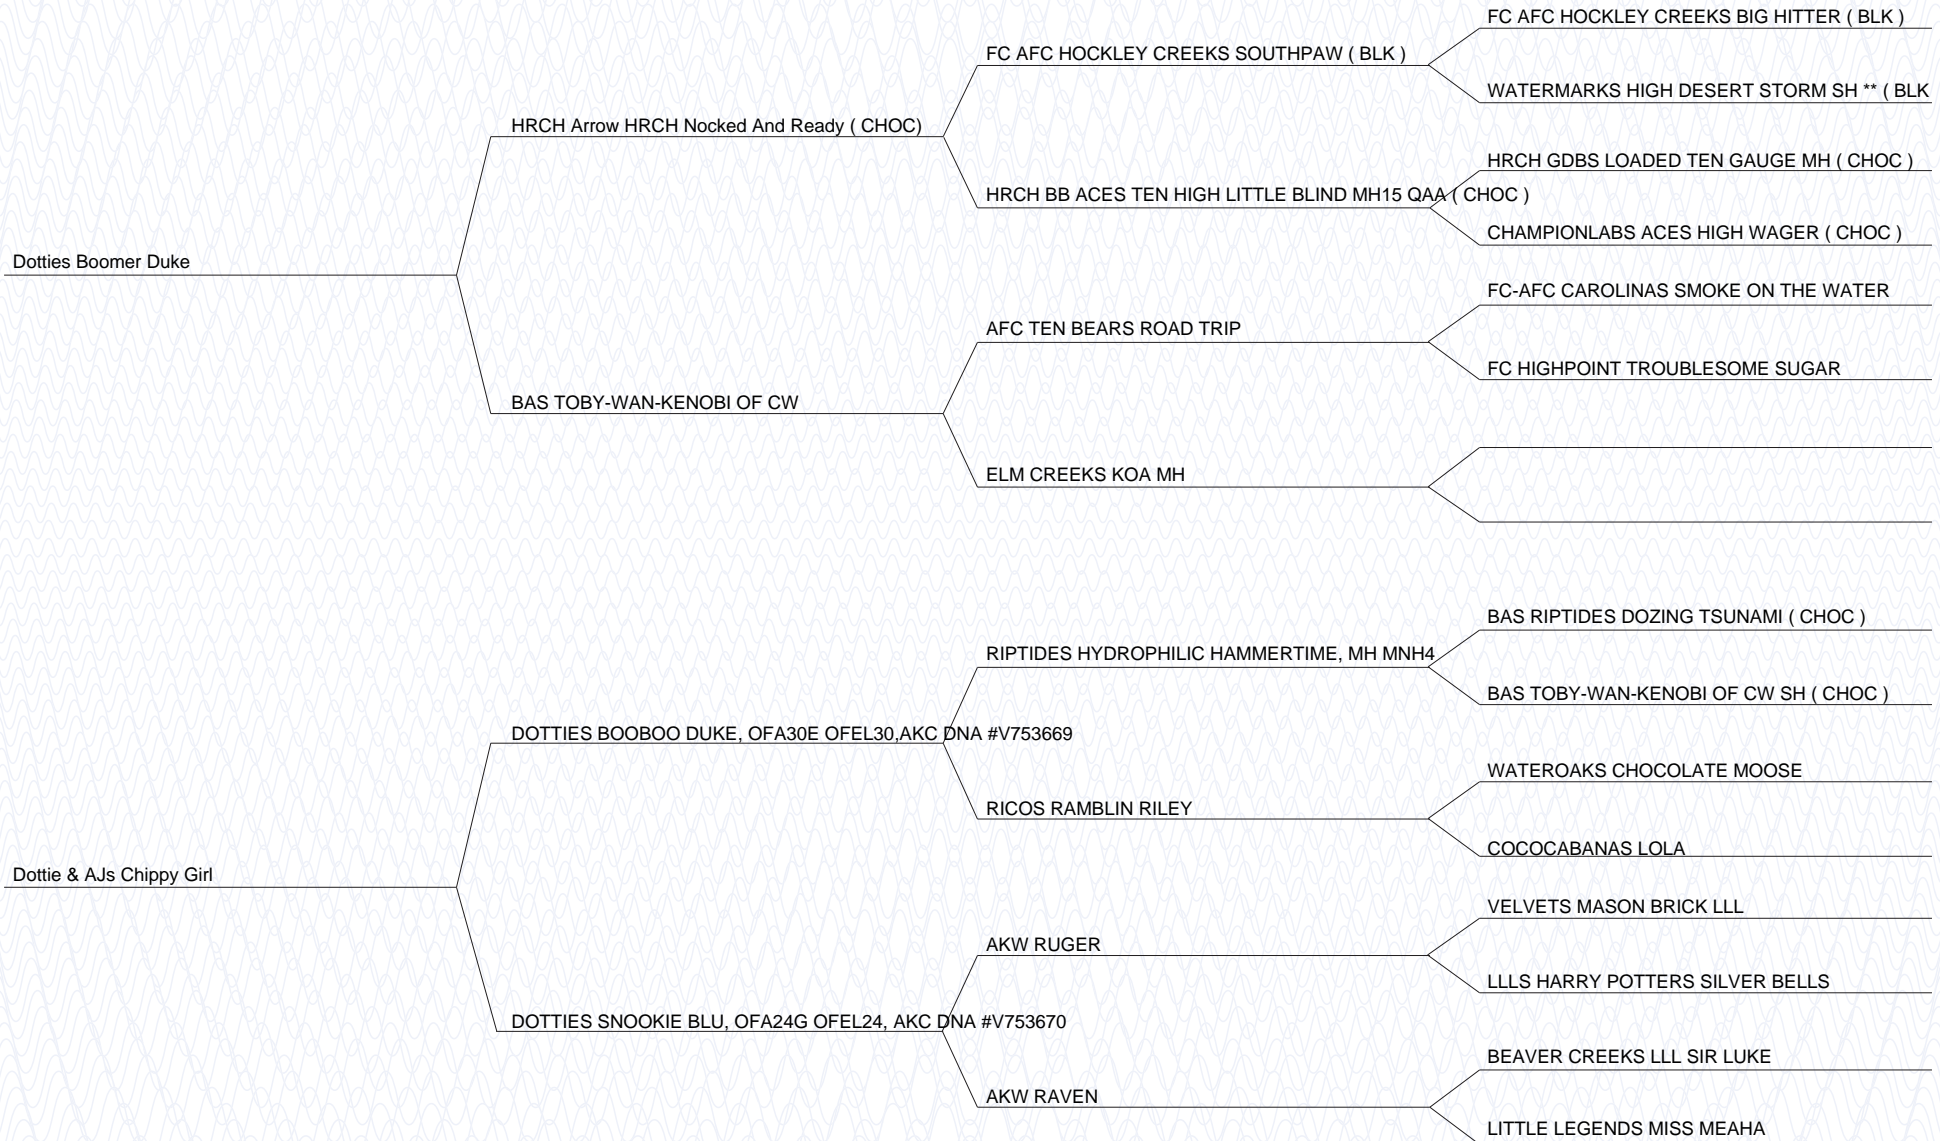 FC AFC HOCKLEY CREEKS BIG HITTER ( BLK )
FC AFC HOCKLEY CREEKS SOUTHPAW ( BLK )
WATERMARKS HIGH DESERT STORM SH ** ( BLK
HRCH Arrow HRCH Nocked And Ready ( CHOC)
HRCH GDBS LOADED TEN GAUGE MH ( CHOC )
HRCH BB ACES TEN HIGH LITTLE BLIND MH15 QAA ( CHOC )
CHAMPIONLABS ACES HIGH WAGER ( CHOC )
Dotties Boomer Duke
FC-AFC CAROLINAS SMOKE ON THE WATER
AFC TEN BEARS ROAD TRIP
FC HIGHPOINT TROUBLESOME SUGAR
BAS TOBY-WAN-KENOBI OF CW
ELM CREEKS KOA MH
BAS RIPTIDES DOZING TSUNAMI ( CHOC )
RIPTIDES HYDROPHILIC HAMMERTIME, MH MNH4
BAS TOBY-WAN-KENOBI OF CW SH ( CHOC )
DOTTIES BOOBOO DUKE, OFA30E OFEL30,AKC DNA #V753669
WATEROAKS CHOCOLATE MOOSE
RICOS RAMBLIN RILEY
COCOCABANAS LOLA
Dottie & AJs Chippy Girl
VELVETS MASON BRICK LLL
AKW RUGER
LLLS HARRY POTTERS SILVER BELLS
DOTTIES SNOOKIE BLU, OFA24G OFEL24, AKC DNA #V753670
BEAVER CREEKS LLL SIR LUKE
AKW RAVEN
LITTLE LEGENDS MISS MEAHA